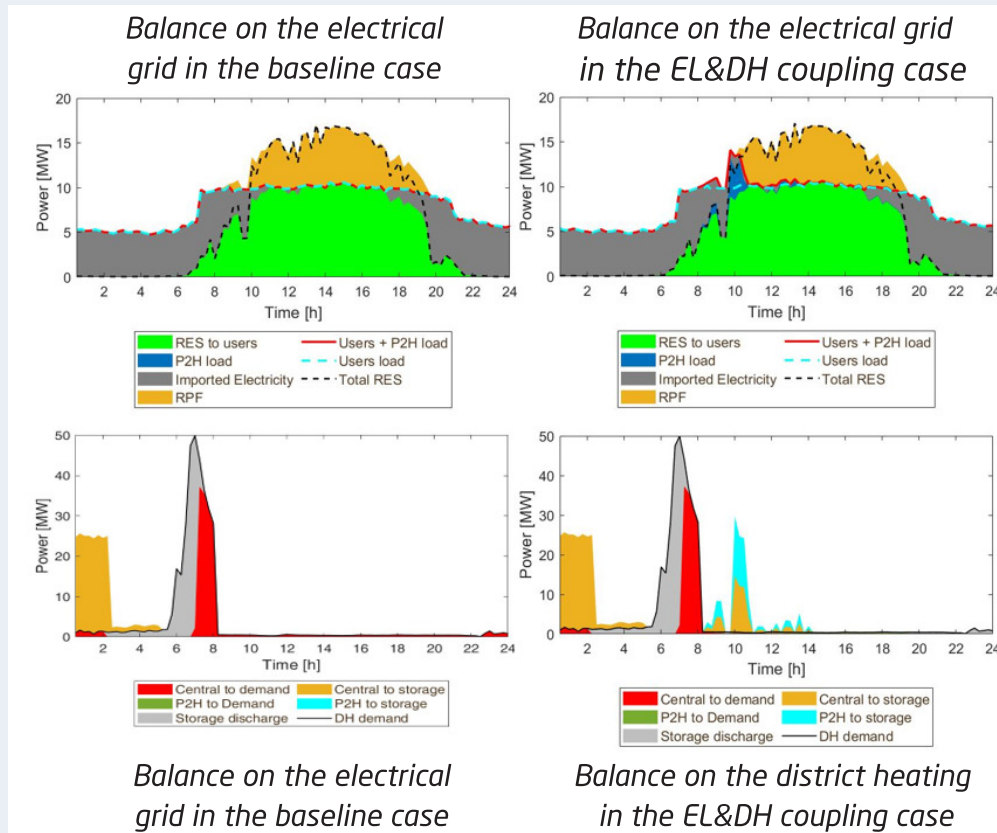 Balance on the electrical
grid in the baseline case
Balance on the electrical grid
in the EL&DH coupling case
20
15
10
5
0
Power [MW]
2 4 6 8 10 12 14 16 18 20 22 24
Time [h]
RES to users
Users + P2H load
P2H load
Users load
Imported Electricity
Total RES
RPF
20
15
10
5
0
Power [MW]
2 4 6 8 10 12 14 16 18 20 22 24
Time [h]
RES to users
Users + P2H load
P2H load
Users load
Imported Electricity
Total RES
RPF
50
40
30
20
10
0
Power [MW]
2 4 6 8 10 12 14 16 18 20 22 24
Time [h]
Central to demand
Central to storage
P2H to Demand
P2H to storage
Storage discharge
DH demand
50
40
30
20
10
0
Power [MW]
2 4 6 8 10 12 14 16 18 20 22 24
Time [h]
Central to demand
Central to storage
P2H to Demand
P2H to storage
Storage discharge
DH demand
Balance on the electrical
grid in the baseline case
Balance on the district heating
in the EL&DH coupling case